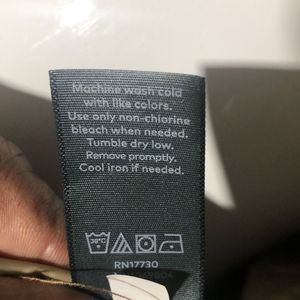 Machine wash cold
with like colors.
Use only non-chlorine
bleach when needed.
Tumble dry low.
Remove promptly.
Cool iron if needed.
30°C
RN17730